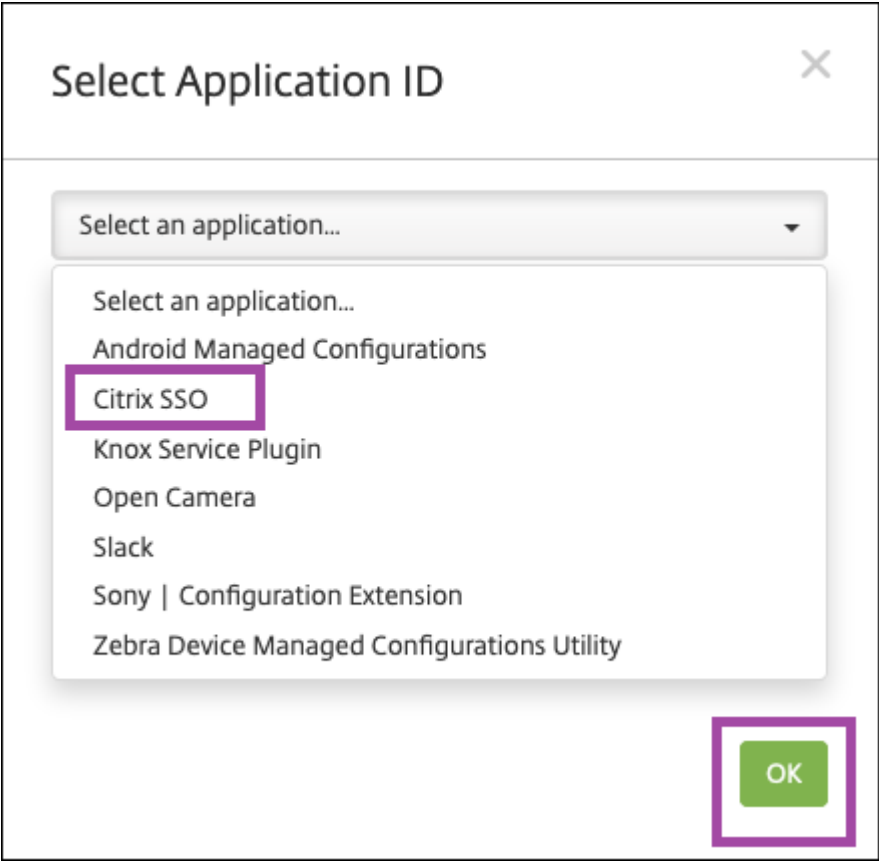 Select Application ID
Select an application...
Select an application...
Android Managed Configurations
Citrix SSO
Knox Service Plugin
Open Camera
Slack
Sony | Configuration Extension
Zebra Device Managed Configurations Utility
OK